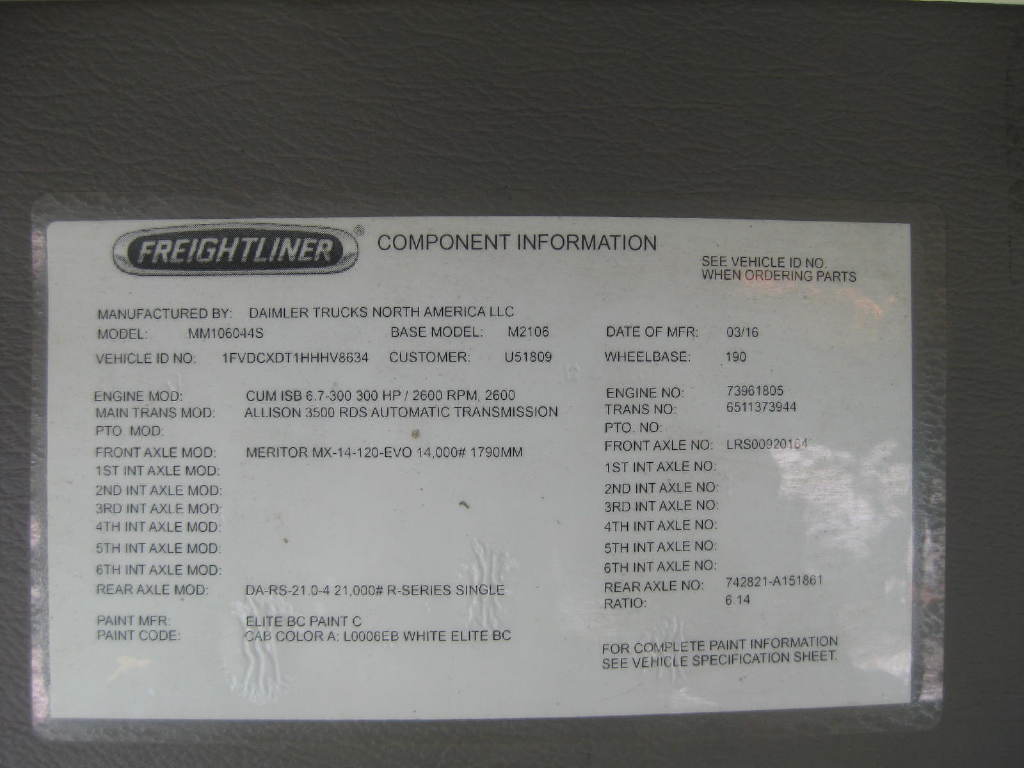 FREIGHTLINER® COMPONENT INFORMATION
SEE VEHICLE ID NO.
WHEN ORDERING PARTS
MANUFACTURED BY: DAIMLER TRUCKS NORTH AMERICA LLC
MODEL: MM106044S BASE MODEL: M2106 DATE OF MFR: 03/16
VEHICLE ID NO: 1FVDCXDT1HHHV8634 CUSTOMER: U51809 WHEELBASE: 190
ENGINE MOD: CUM ISB 6.7-300 300 HP / 2600 RPM, 2600 ENGINE NO: 73961805
MAIN TRANS MOD: ALLISON 3500 RDS AUTOMATIC TRANSMISSION TRANS NO: 6511373944
PTO MOD: PTO. NO:
FRONT AXLE MOD: MERITOR MX-14-120-EVO 14,000# 1790MM FRONT AXLE NO: LRS00920164
1ST INT AXLE MOD: 1ST INT AXLE NO:
2ND INT AXLE MOD: 2ND INT AXLE NO:
3RD INT AXLE MOD: 3RD INT AXLE NO:
4TH INT AXLE MOD: 4TH INT AXLE NO:
5TH INT AXLE MOD: 5TH INT AXLE NO:
6TH INT AXLE MOD: 6TH INT AXLE NO:
REAR AXLE MOD: DA-RS-21.0-4 21,000# R-SERIES SINGLE REAR AXLE NO: 742821-A151861
RATIO: 6.14
PAINT MFR: ELITE BC PAINT C
PAINT CODE: CAB COLOR A: L0006EB WHITE ELITE BC
FOR COMPLETE PAINT INFORMATION
SEE VEHICLE SPECIFICATION SHEET.